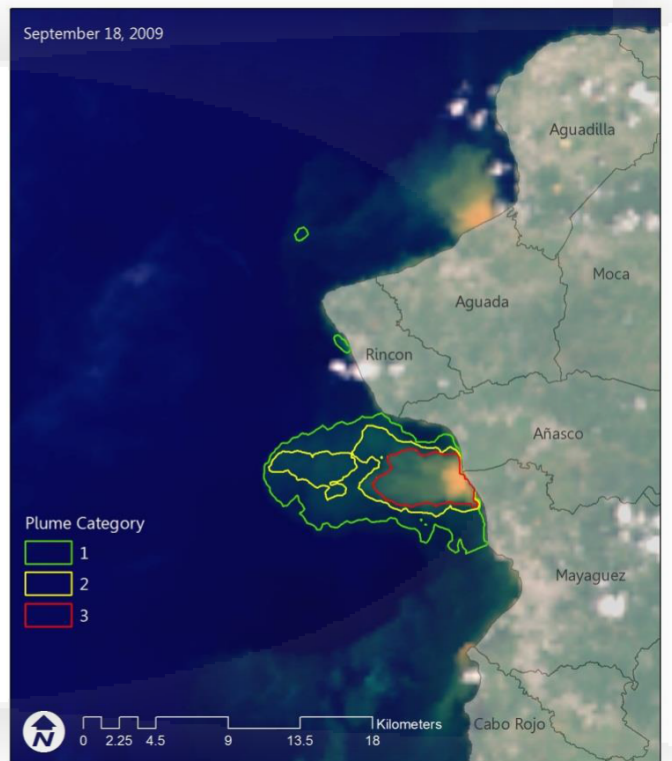 September 18, 2009
Aguadilla
Moca
Aguada
Rincon
Añasco
Plume Category
1
2
3
Mayaguez
Cabo Rojo
N
Kilometers
0 2.25 4.5 9 13.5 18